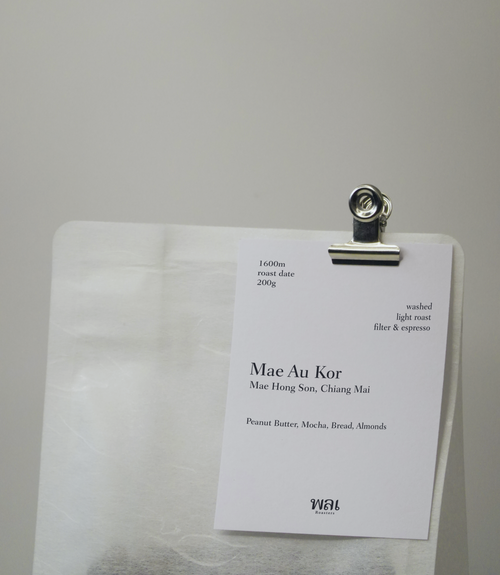 1600m
roast date
200g
washed
light roast
filter & espresso
Mae Au Kor
Mae Hong Son, Chiang Mai
Peanut Butter, Mocha, Bread, Almonds
พลเ
Roasters